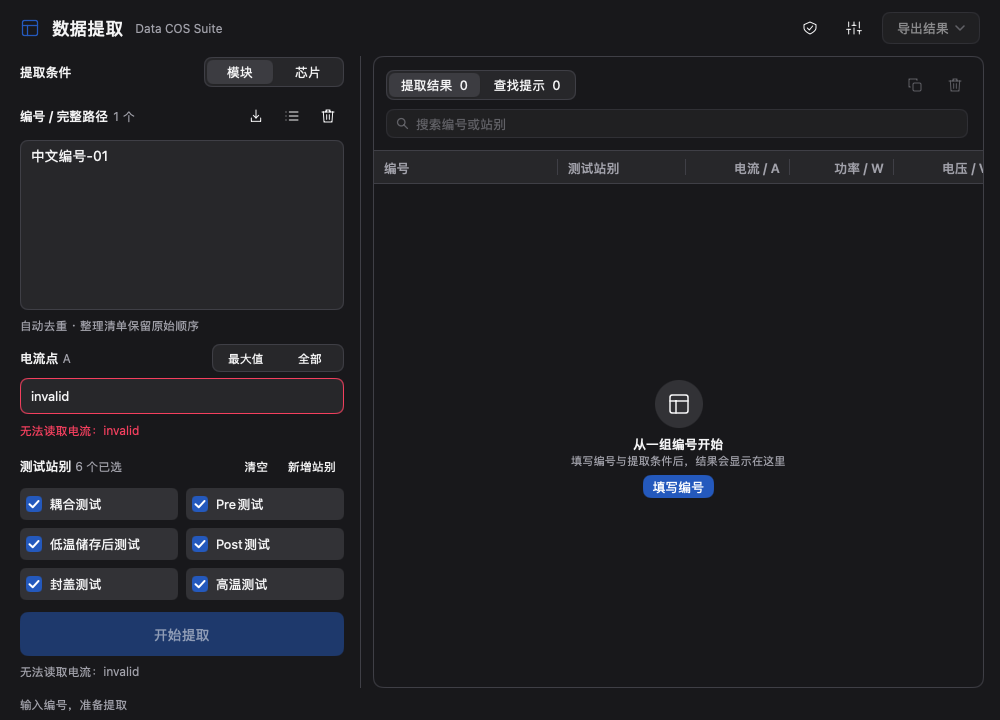 数据提取 Data COS Suite
导出结果
提取条件
模块 芯片
编号 / 完整路径 1 个
中文编号-01
自动去重 · 整理清单保留原始顺序
电流点 A
最大值 全部
invalid
无法读取电流：invalid
测试站别 6 个已选
清空 新增站别
耦合测试 Pre测试
低温储存后测试 Post测试
封盖测试 高温测试
开始提取
无法读取电流：invalid
输入编号，准备提取
提取结果 0 查找提示 0
搜索编号或站别
编号 测试站别 电流 / A 功率 / W 电压 /
从一组编号开始
填写编号与提取条件后，结果会显示在这里
填写编号